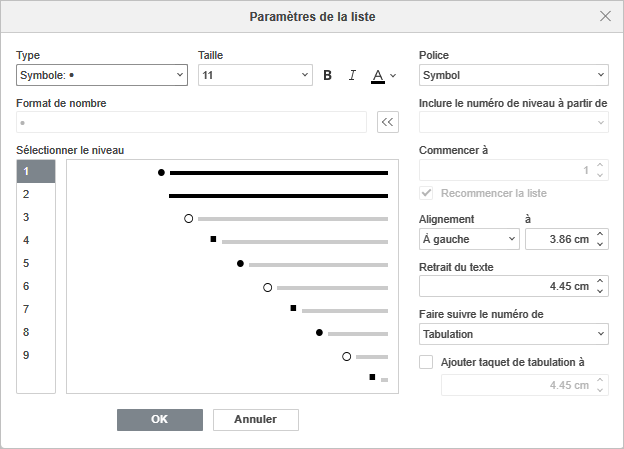 Paramètres de la liste
Type
Taille
Police
Symbole: •
11
B I A
Symbol
Format de nombre
Inclure le numéro de niveau à partir de
•
Sélectionner le niveau
Commencer à
1
1
2
Recommencer la liste
3
Alignement
à
4
Á gauche
3.86 cm
5
Retrait du texte
6
4.45 cm
7
Faire suivre le numéro de
8
Tabulation
9
Ajouter taquet de tabulation à
4.45 cm
OK
Annuler